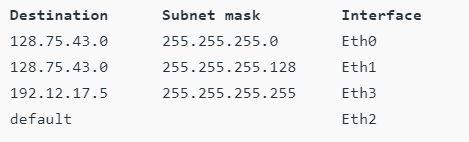 Destination Subnet mask Interface
128.75.43.0 255.255.255.0 Eth0
128.75.43.0 255.255.255.128 Eth1
192.12.17.5 255.255.255.255 Eth3
default Eth2